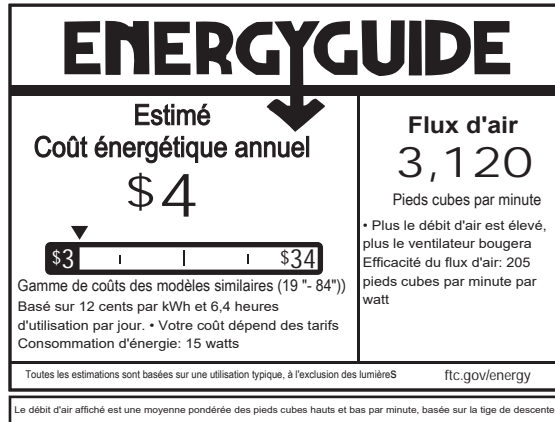 ENERGYGUIDE
Estimé
Coût énergétique annuel
$4
$3
$34
Gamme de coûts des modèles similaires (19 "- 84"))
Basé sur 12 cents par kWh et 6,4 heures
d'utilisation par jour. • Votre coût dépend des tarifs
Consommation d'énergie: 15 watts
Flux d'air
3,120
Pieds cubes par minute
• Plus le débit d'air est élevé,
plus le ventilateur bougera
Efficacité du flux d'air: 205
pieds cubes par minute par
watt
Toutes les estimations sont basées sur une utilisation typique, à l'exclusion des lumièreS
ftc.gov/energy
Le débit d'air affiché est une moyenne pondérée des pieds cubes hauts et bas par minute, basée sur la tige de descente